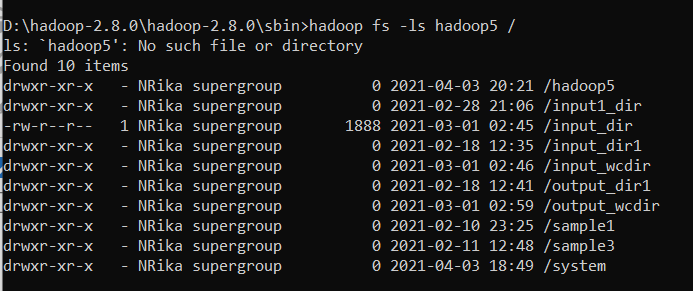 D:\hadoop-2.8.0\hadoop-2.8.0\sbin>hadoop fs -ls hadoop5 /
ls: `hadoop5': No such file or directory
Found 10 items
drwxr-xr-x   - NRika supergroup          0 2021-04-03 20:21 /hadoop5
drwxr-xr-x   - NRika supergroup          0 2021-02-28 21:06 /input1_dir
-rw-r--r--   1 NRika supergroup       1888 2021-03-01 02:45 /input_dir
drwxr-xr-x   - NRika supergroup          0 2021-02-18 12:35 /input_dir1
drwxr-xr-x   - NRika supergroup          0 2021-03-01 02:46 /input_wcdir
drwxr-xr-x   - NRika supergroup          0 2021-02-18 12:41 /output_dir1
drwxr-xr-x   - NRika supergroup          0 2021-03-01 02:59 /output_wcdir
drwxr-xr-x   - NRika supergroup          0 2021-02-10 23:25 /sample1
drwxr-xr-x   - NRika supergroup          0 2021-02-11 12:48 /sample3
drwxr-xr-x   - NRika supergroup          0 2021-04-03 18:49 /system